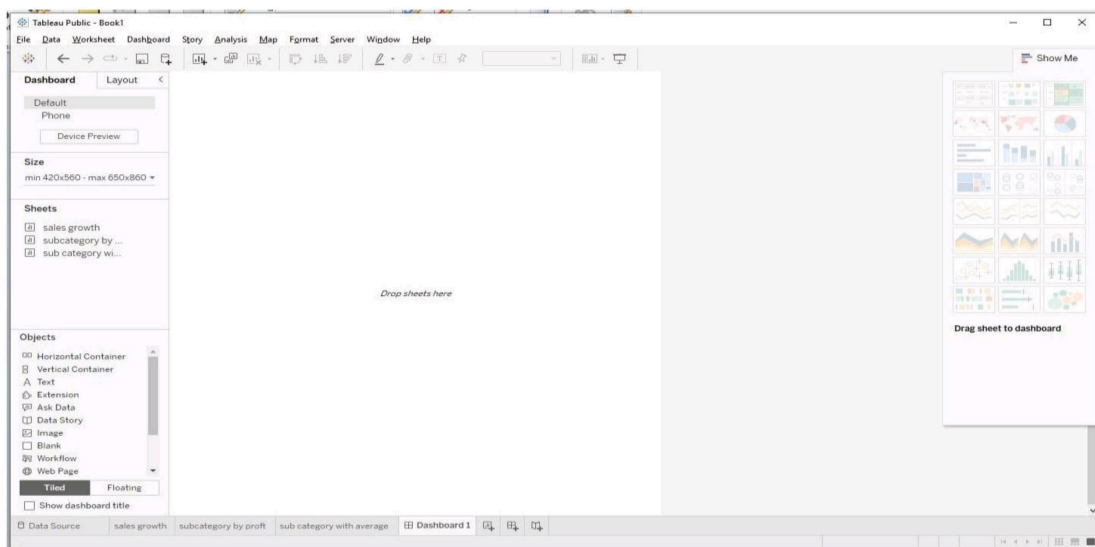 Tableau Public - Book1
File Data Worksheet Dashboard Story Analysis Map Format Server Window Help
Show Me
Dashboard Layout <
Default
Phone
Device Preview
Size
min 420x560 - max 650x860
Sheets
sales growth
subcategory by ...
sub category wi...
Drop sheets here
Objects
Horizontal Container
Vertical Container
A Text
Extension
Ask Data
Data Story
Image
Blank
Workflow
Web Page
Tiled Floating
Show dashboard title
Drag sheet to dashboard
Data Source sales growth subcategory by proft sub category with average Dashboard 1